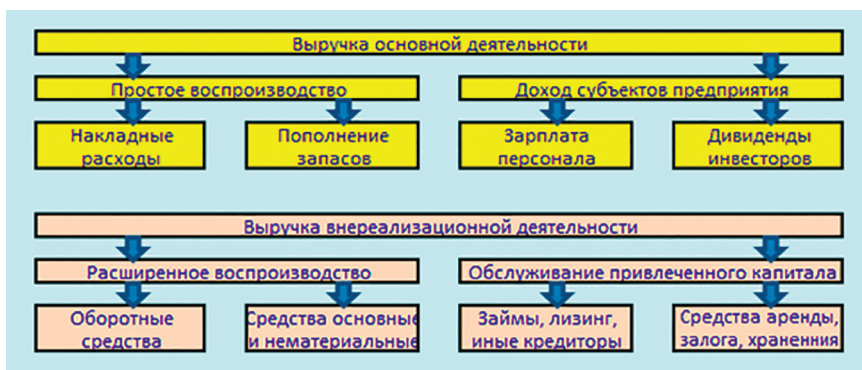 Выручка основной деятельности
Простое воспроизводство
Доход субъектов предприятия
Накладные
расходы
Пополнение
запасов
Зарплата
персонала
Дивиденды
инвесторов
Выручка внереализационной деятельности
Расширенное воспроизводство
Обслуживание привлеченного капитала
Оборотные
средства
Средства основные
и нематериальные
Займы, лизинг,
иные кредиторы
Средства аренды,
залога, храненния